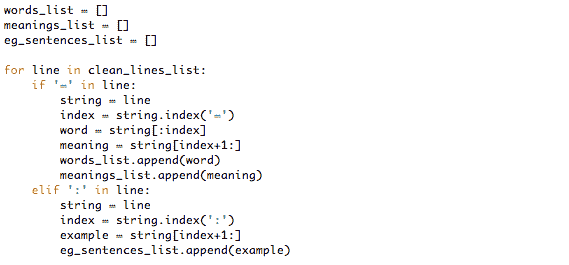 words_list = []
meanings_list = []
eg_sentences_list = []

for line in clean_lines_list:
    if '=' in line:
        string = line
        index = string.index('=')
        word = string[:index]
        meaning = string[index+1:]
        words_list.append(word)
        meanings_list.append(meaning)
    elif ':' in line:
        string = line
        index = string.index(':')
        example = string[index+1:]
        eg_sentences_list.append(example)